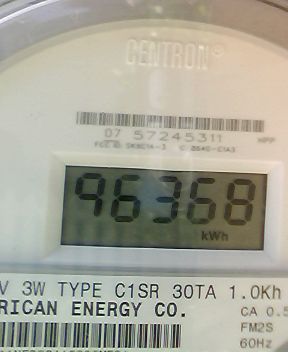 CENTRON®
07 57245311
96368
kWh
V 3W TYPE C1SR 30TA 1.0Kh
RICAN ENERGY CO.
CA 0.5
FM2S
60Hz